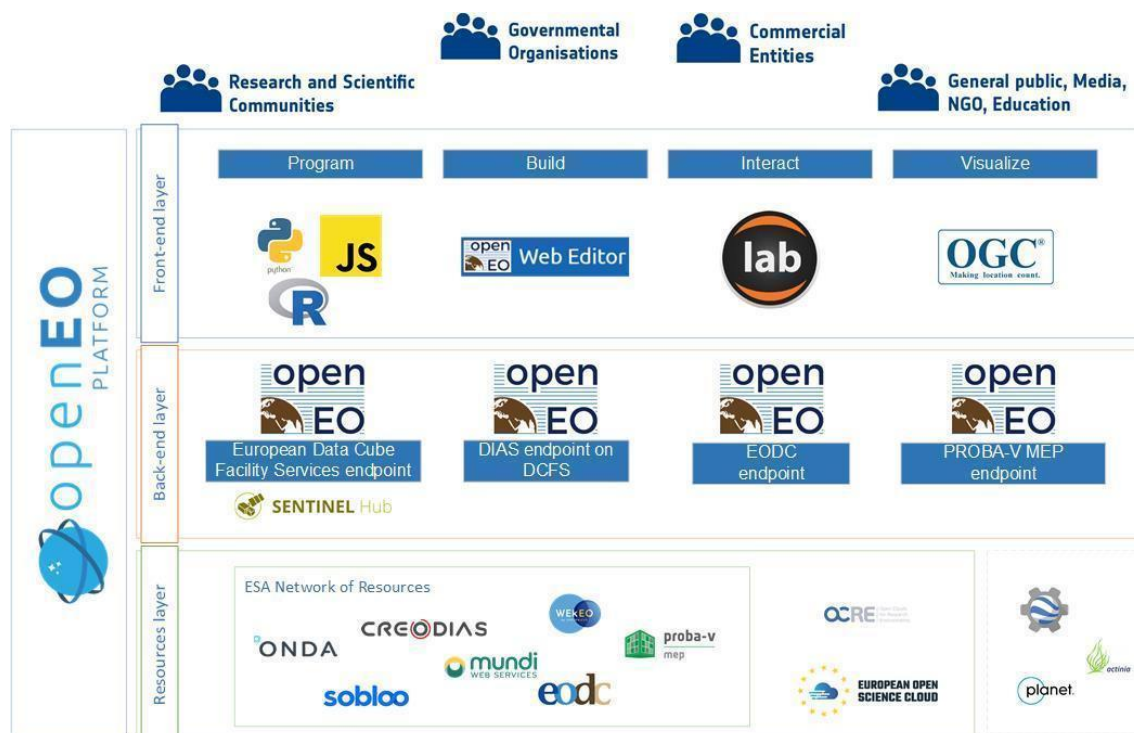 Governmental
Organisations
Commercial
Entities
Research and Scientific
Communities
General public, Media,
NGO, Education
openEO
PLATFORM
Front-end layer
Program
Build
Interact
Visualize
python
JS
R
open
EO
Web Editor
lab
OGC®
Making location count.
Back-end layer
open
EO
European Data Cube
Facility Services endpoint
SENTINEL Hub
open
EO
DIAS endpoint on
DCFS
open
EO
EODC
endpoint
open
EO
PROBA-V MEP
endpoint
Resources layer
ESA Network of Resources
ONDA
CREODIAS
WEkEO
mundi
WEB SERVICES
proba-v
mep
sobloo
eodc
OCRE
EUROPEAN OPEN
SCIENCE CLOUD
actinia
planet.